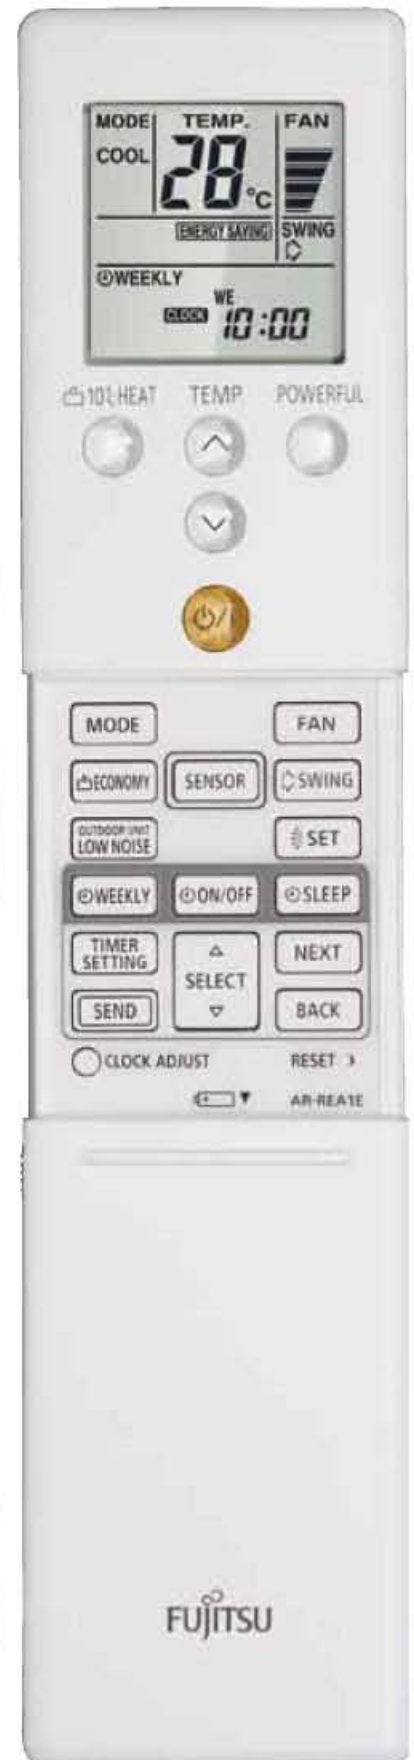 MODE TEMP. FAN
COOL 28°C
ENERGY SAVING SWING
WEEKLY
WE
CLOCK 10:00
10℃ HEAT TEMP POWERFUL
MODE FAN
ECONOMY SENSOR SWING
OUTDOOR UNIT
LOW NOISE SET
WEEKLY ON/OFF SLEEP
TIMER
SETTING SELECT NEXT
SEND BACK
CLOCK ADJUST RESET
AR-REA1E
FUJITSU